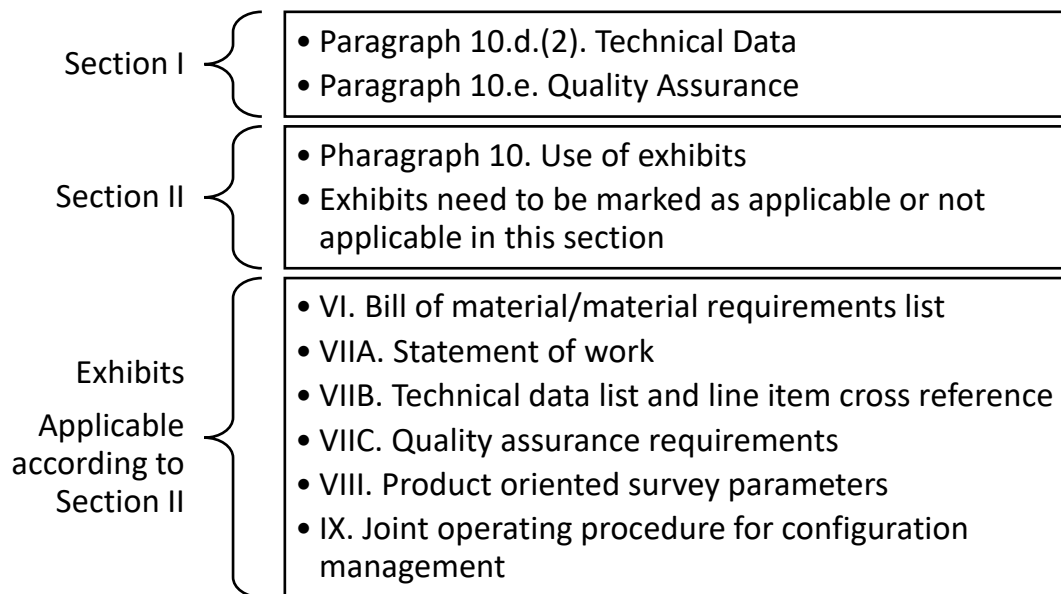 Section I
• Paragraph 10.d.(2). Technical Data
• Paragraph 10.e. Quality Assurance
Section II
• Pharagraph 10. Use of exhibits
• Exhibits need to be marked as applicable or not
applicable in this section
Exhibits
Applicable
according to
Section II
• VI. Bill of material/material requirements list
• VIIA. Statement of work
• VIIB. Technical data list and line item cross reference
• VIIC. Quality assurance requirements
• VIII. Product oriented survey parameters
• IX. Joint operating procedure for configuration
management